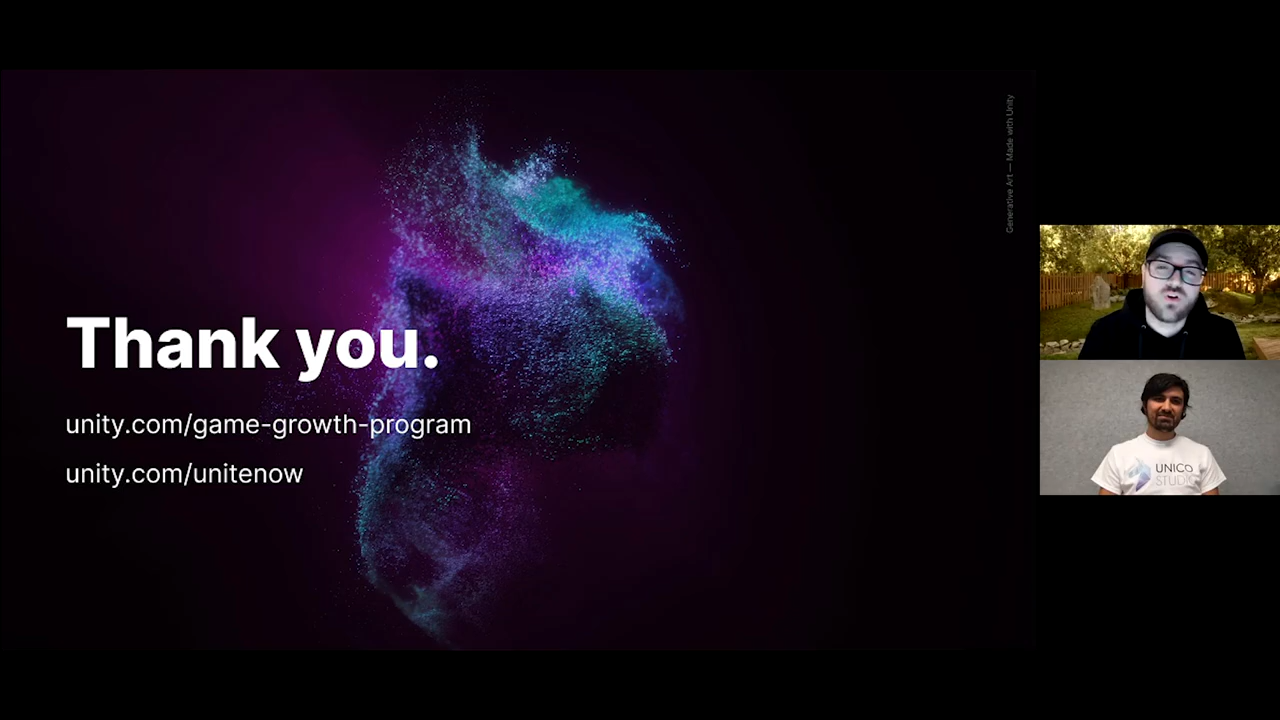 Generative Art — Made with Unity
Thank you.
unity.com/game-growth-program
unity.com/unitenow
UNICO
STUDIO